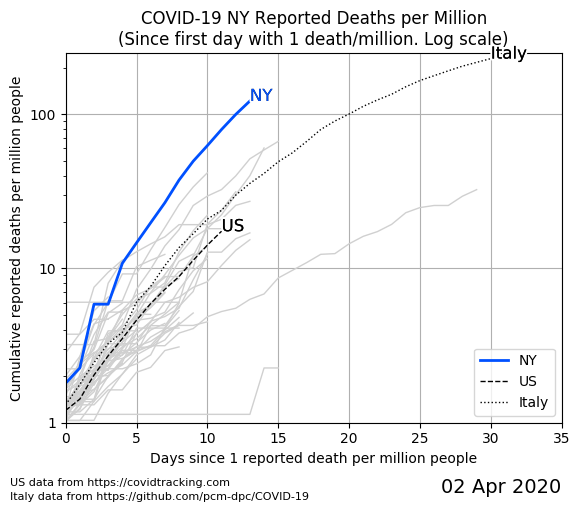 COVID-19 NY Reported Deaths per Million
(Since first day with 1 death/million. Log scale)
Italy
NY
100
US
10
1
Cumulative reported deaths per million people
NY
US
Italy
0 5 10 15 20 25 30 35
Days since 1 reported death per million people
US data from https://covidtracking.com
Italy data from https://github.com/pcm-dpc/COVID-19
02 Apr 2020